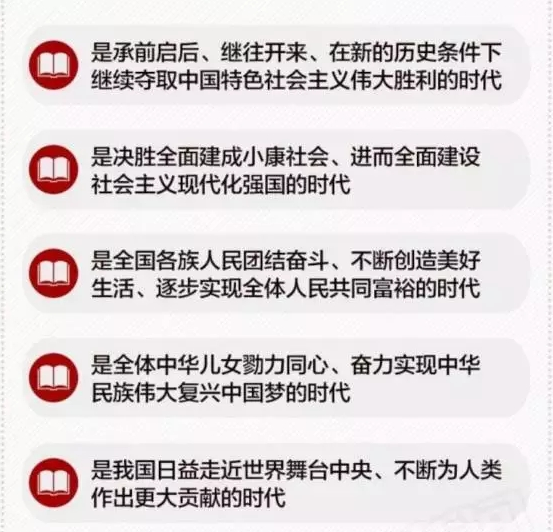 是承前启后、继往开来、在新的历史条件下
继续夺取中国特色社会主义伟大胜利的时代
是决胜全面建成小康社会、进而全面建设
社会主义现代化强国的时代
是全国各族人民团结奋斗、不断创造美好
生活、逐步实现全体人民共同富裕的时代
是全体中华儿女勠力同心、奋力实现中华
民族伟大复兴中国梦的时代
是我国日益走近世界舞台中央、不断为人类
作出更大贡献的时代